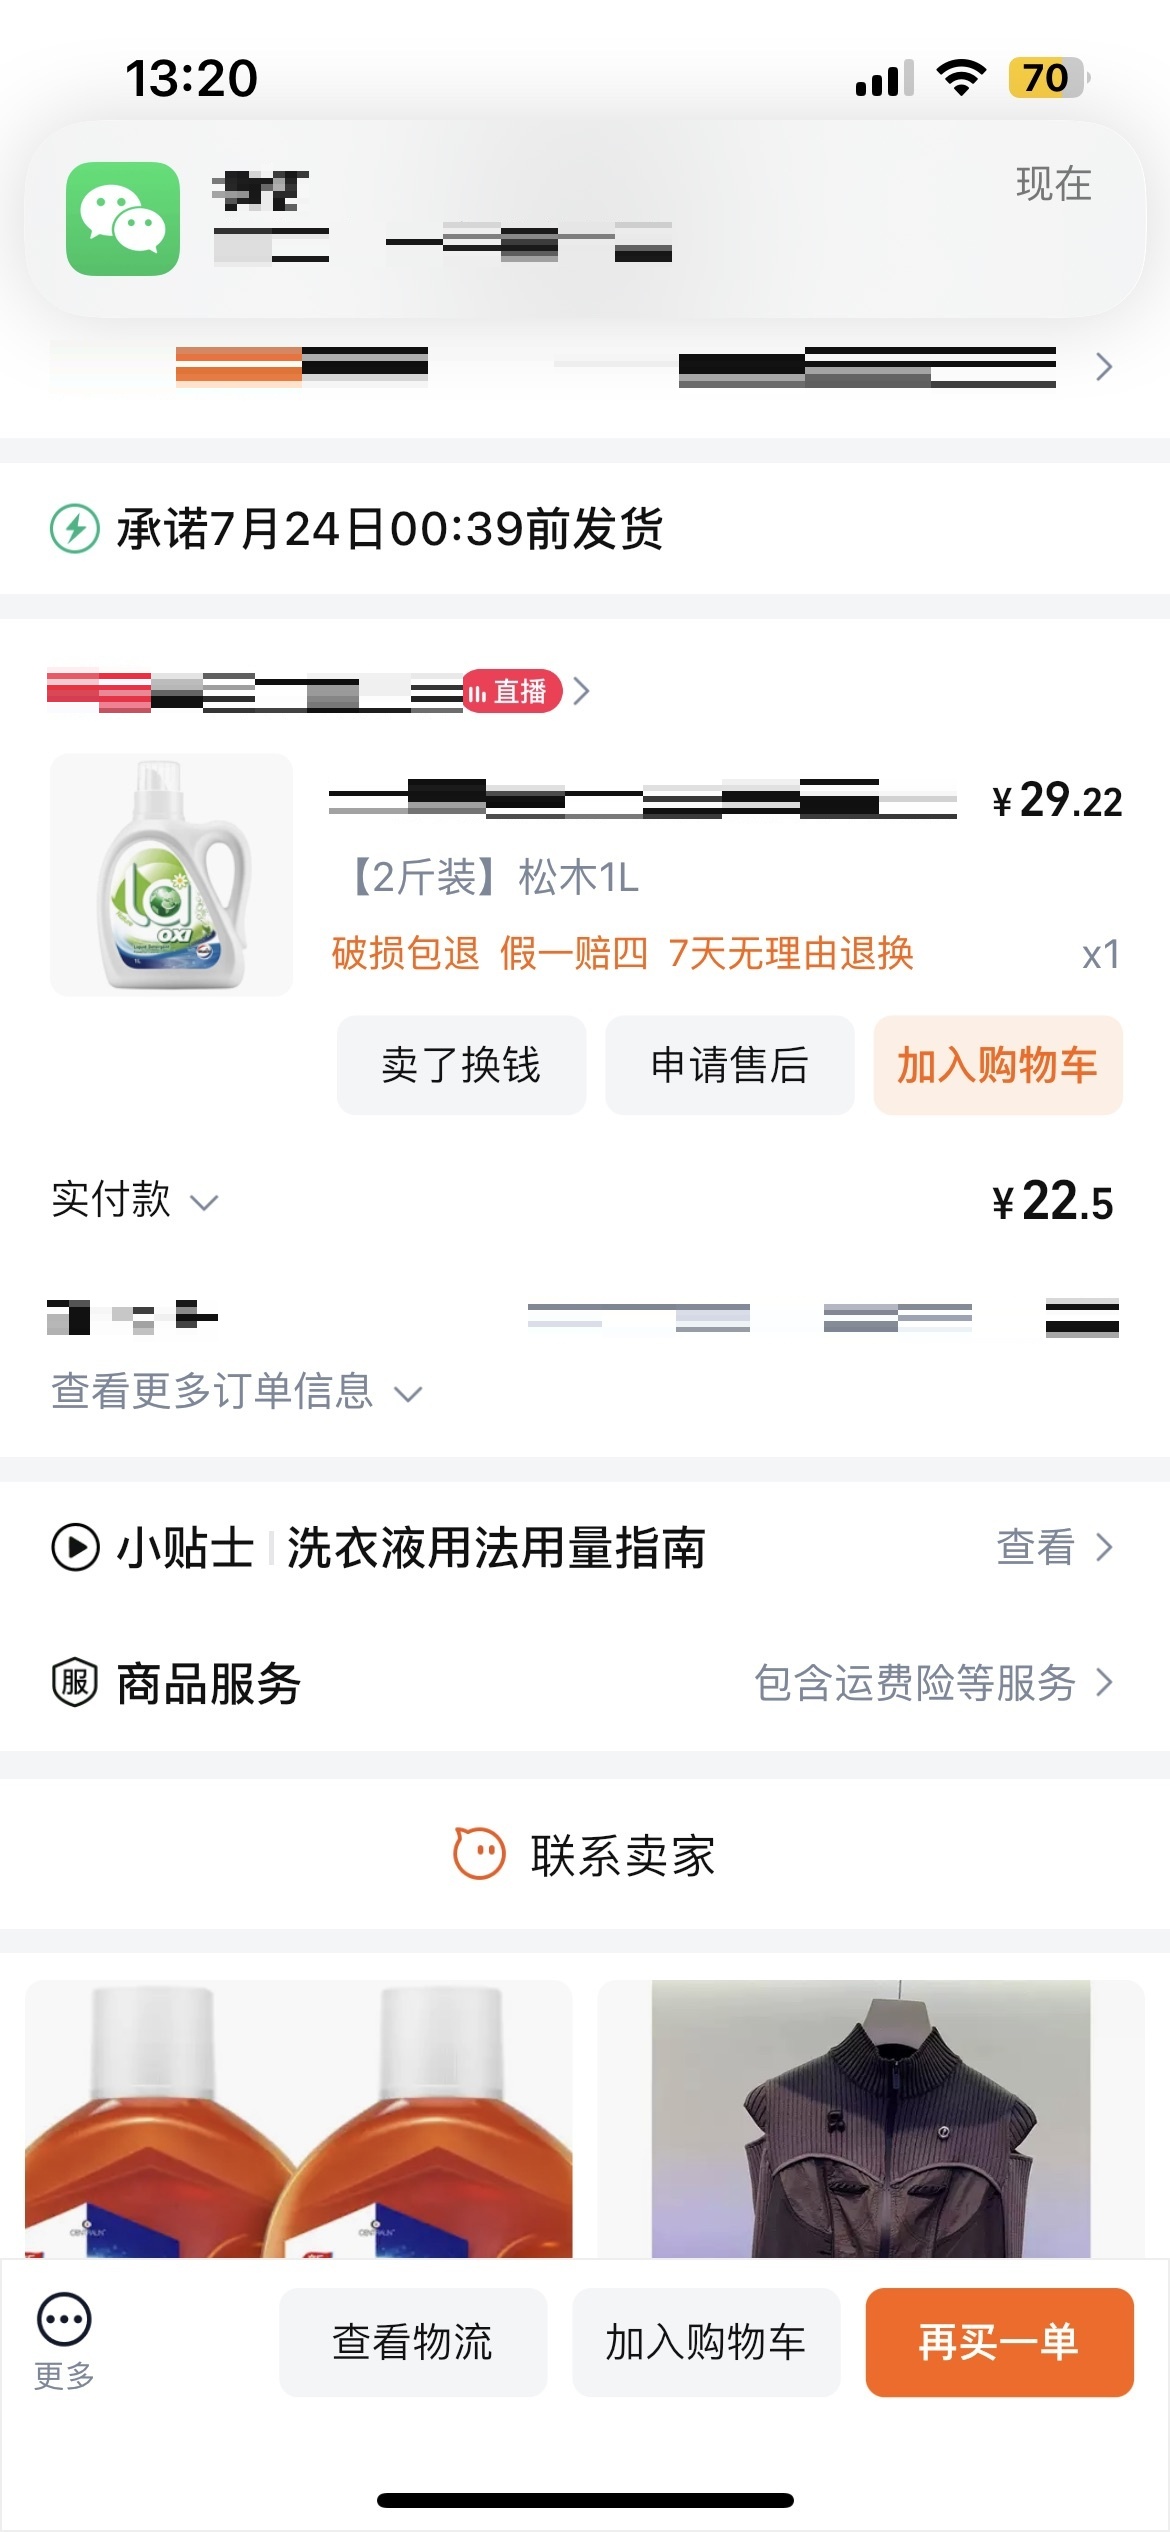 13:20
70
现在
承诺7月24日00:39前发货
直播
¥29.22
【2斤装】松木1L
破损包退 假一赔四 7天无理由退换
x1
la
OXI
卖了换钱
申请售后
加入购物车
实付款
¥22.5
查看更多订单信息
小贴士
洗衣液用法用量指南
查看
服
商品服务
包含运费险等服务
联系卖家
更多
查看物流
加入购物车
再买一单